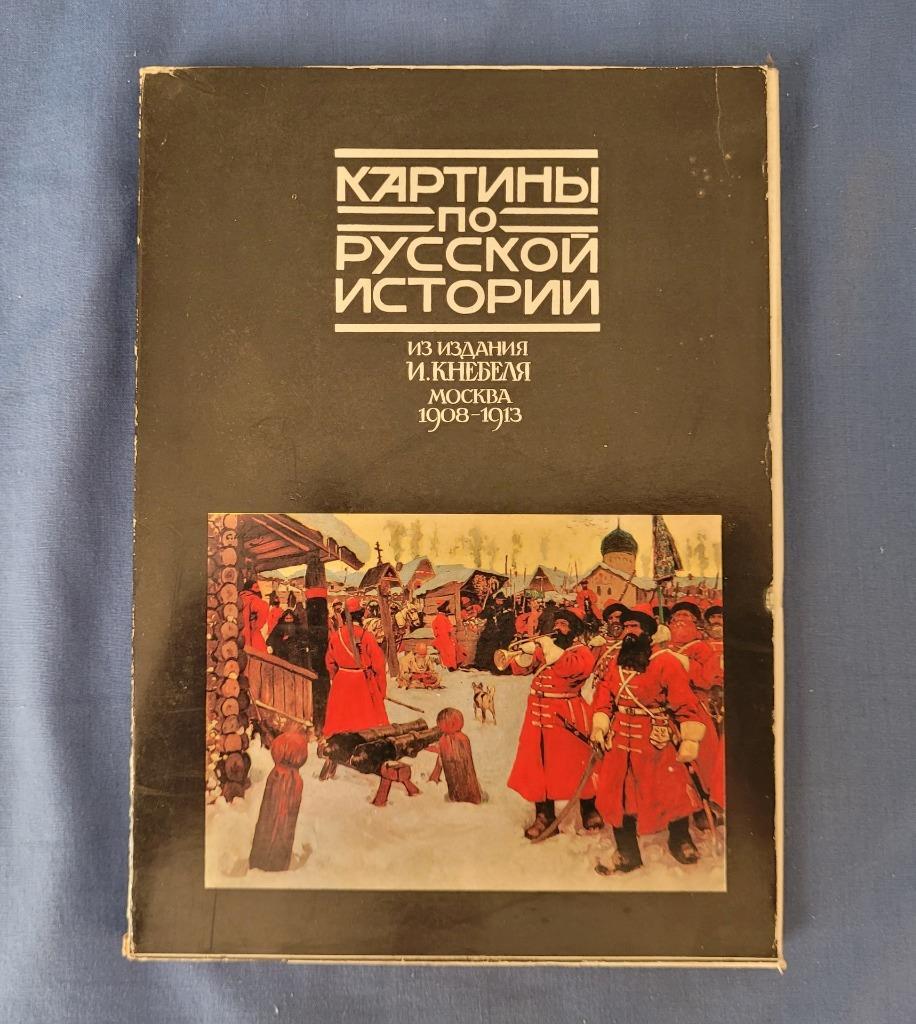 КАРТИНЫ
ПО
РУССКОЙ
ИСТОРИИ
ИЗ ИЗДАНИЯ
И.КНЕБЕЛЯ
МОСКВА
1908-1913